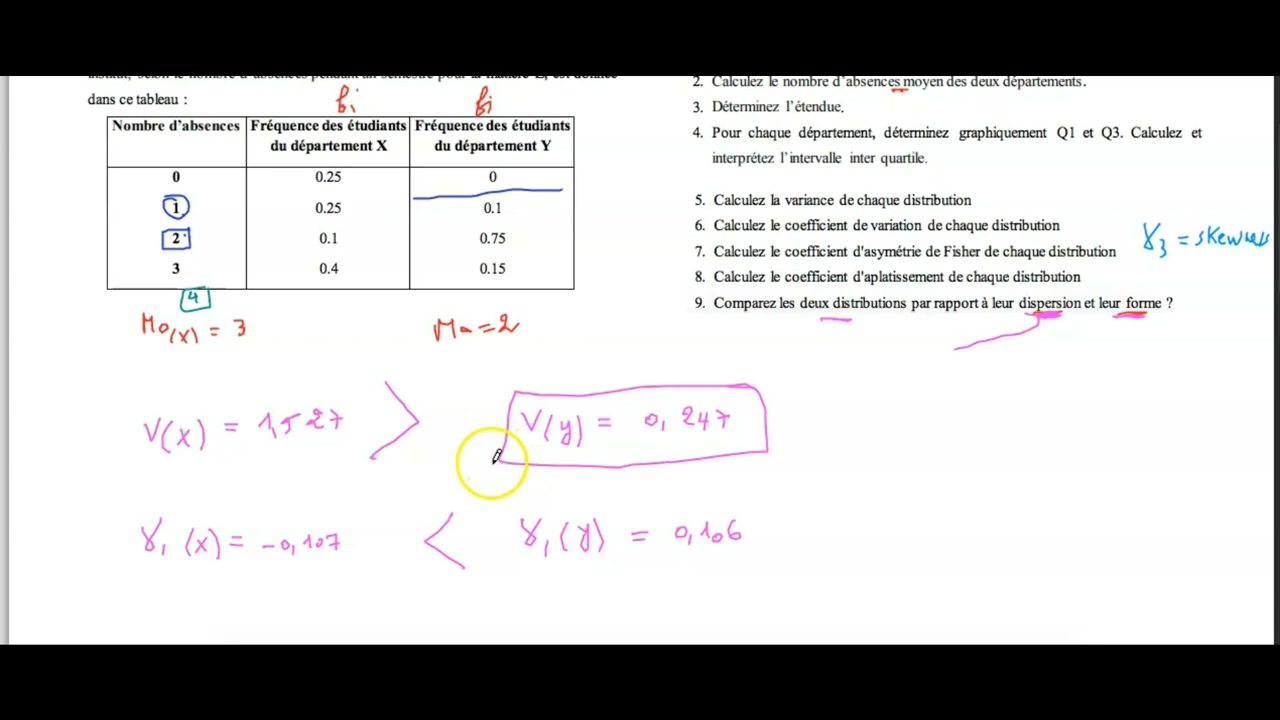 dans ce tableau :
fi fi
Nombre d'absences Fréquence des étudiants du département X Fréquence des étudiants du département Y
0 0.25 0
1 0.25 0.1
2 0.1 0.75
3 0.4 0.15
4
Mo(x) = 3
= 2
V(x) = 1,527 > V(y) = 0,247
γ1 (x) = -0,107 < γ1 (y) = 0,106
2. Calculez le nombre d'absences moyen des deux départements.
3. Déterminez l'étendue.
4. Pour chaque département, déterminez graphiquement Q1 et Q3. Calculez et
interprétez l'intervalle inter quartile.
5. Calculez la variance de chaque distribution
6. Calculez le coefficient de variation de chaque distribution
7. Calculez le coefficient d'asymétrie de Fisher de chaque distribution
8. Calculez le coefficient d'aplatissement de chaque distribution
9. Comparez les deux distributions par rapport à leur dispersion et leur forme ?
γ3 = skewness